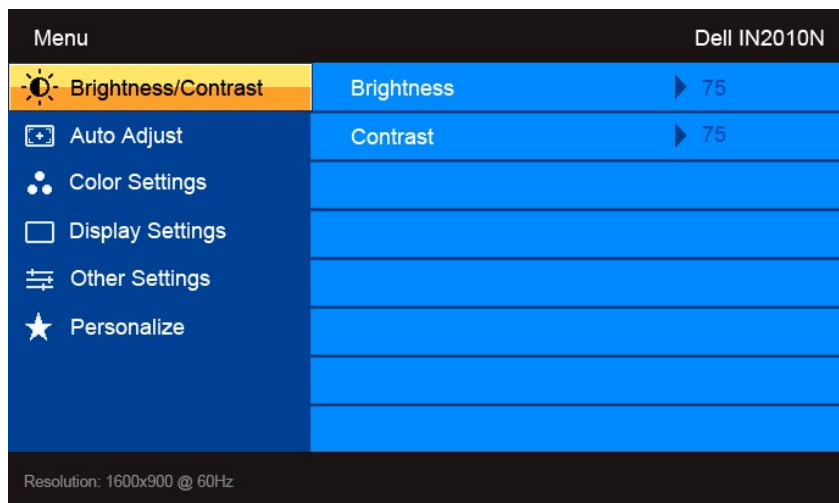 Menu Dell IN2010N
Brightness/Contrast Brightness 75
Auto Adjust Contrast 75
Color Settings
Display Settings
Other Settings
Personalize
Resolution: 1600x900 @ 60Hz